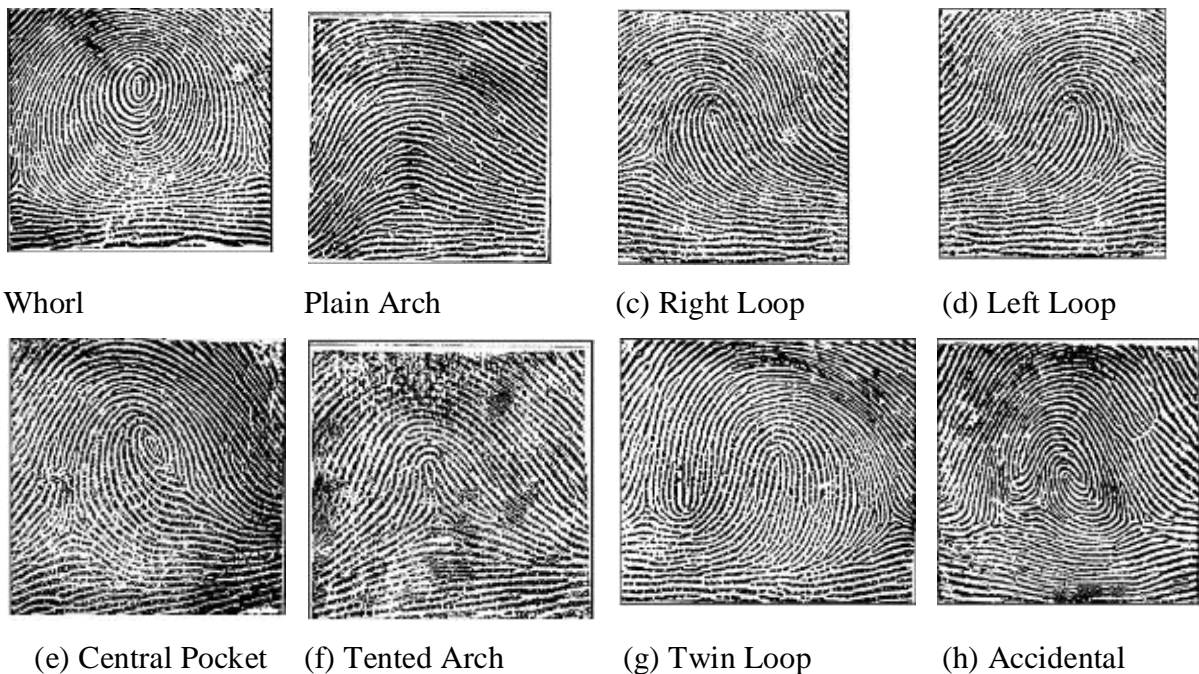 Whorl Plain Arch (c) Right Loop (d) Left Loop
(e) Central Pocket (f) Tented Arch (g) Twin Loop (h) Accidental